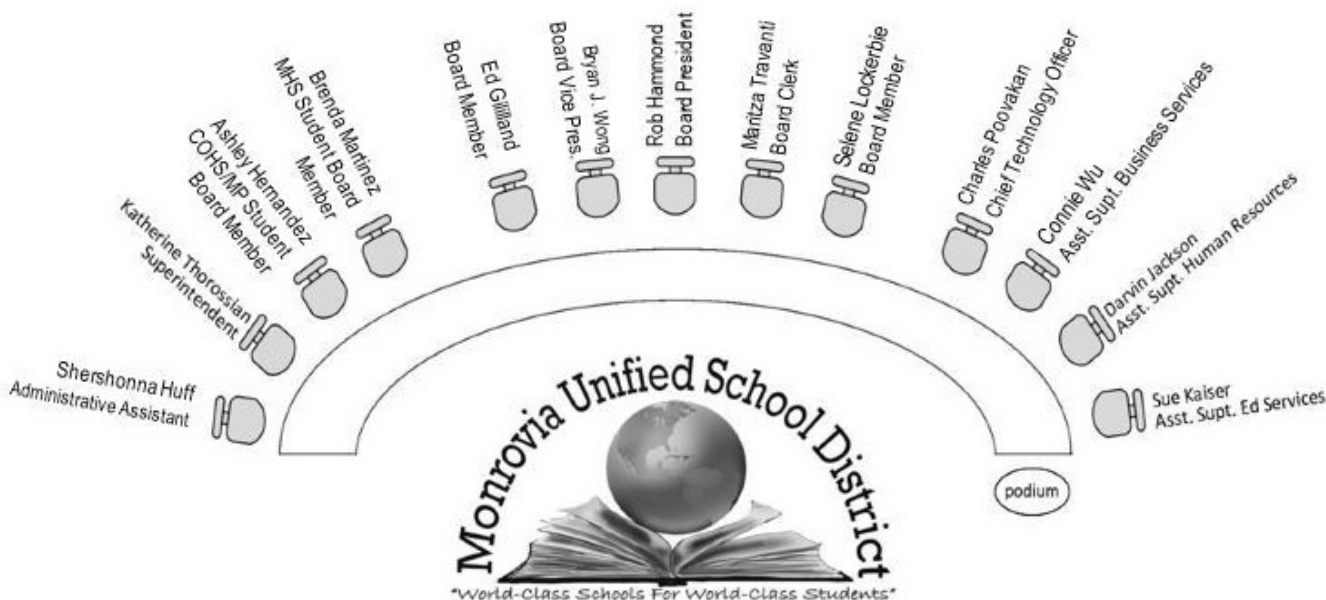 Shershonna Huff
Administrative Assistant
Katherine Thorossian
Superintendent
Ashley Hernandez
COHS/MP Student
Board Member
Brenda Martinez
MHS Student Board
Member
Ed Gililland
Board Member
Bryan J. Wong
Board Vice Pres.
Rob Hammond
Board President
Maritza Travanti
Board Clerk
Selene Lockerbie
Board Member
Charles Poovakan
Chief Technology Officer
Connie Wu
Asst. Supt. Business Services
Darvin Jackson
Asst. Supt. Human Resources
Sue Kaiser
Asst. Supt. Ed Services
podium
Monrovia Unified School District
"World-Class Schools For World-Class Students"